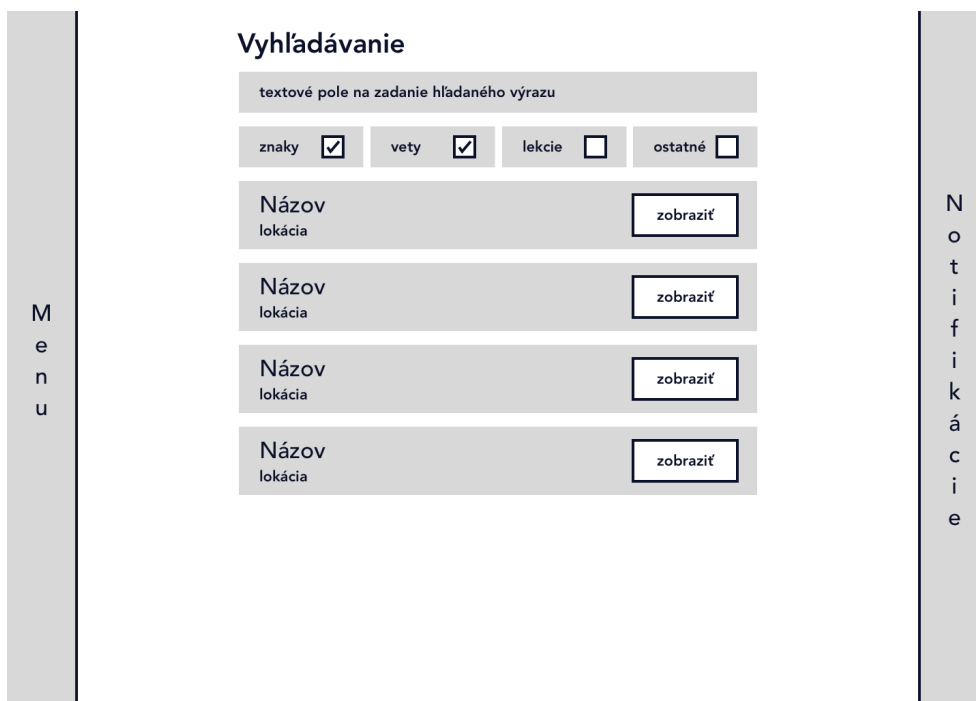 Vyhľadávanie
textové pole na zadanie hľadaného výrazu
znaky vety lekcie ostatné
Názov
lokácia
zobraziť
Názov
lokácia
zobraziť
Názov
lokácia
zobraziť
Názov
lokácia
zobraziť
Menu
Notifikácie